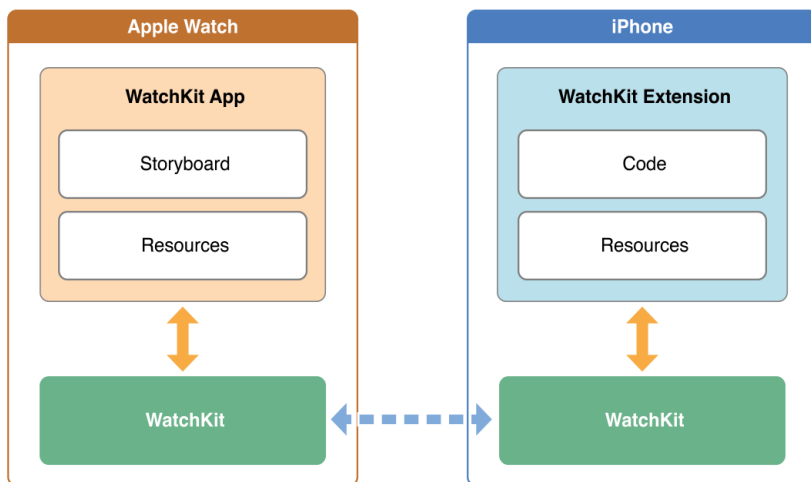 Apple Watch
WatchKit App
Storyboard
Resources
WatchKit
iPhone
WatchKit Extension
Code
Resources
WatchKit